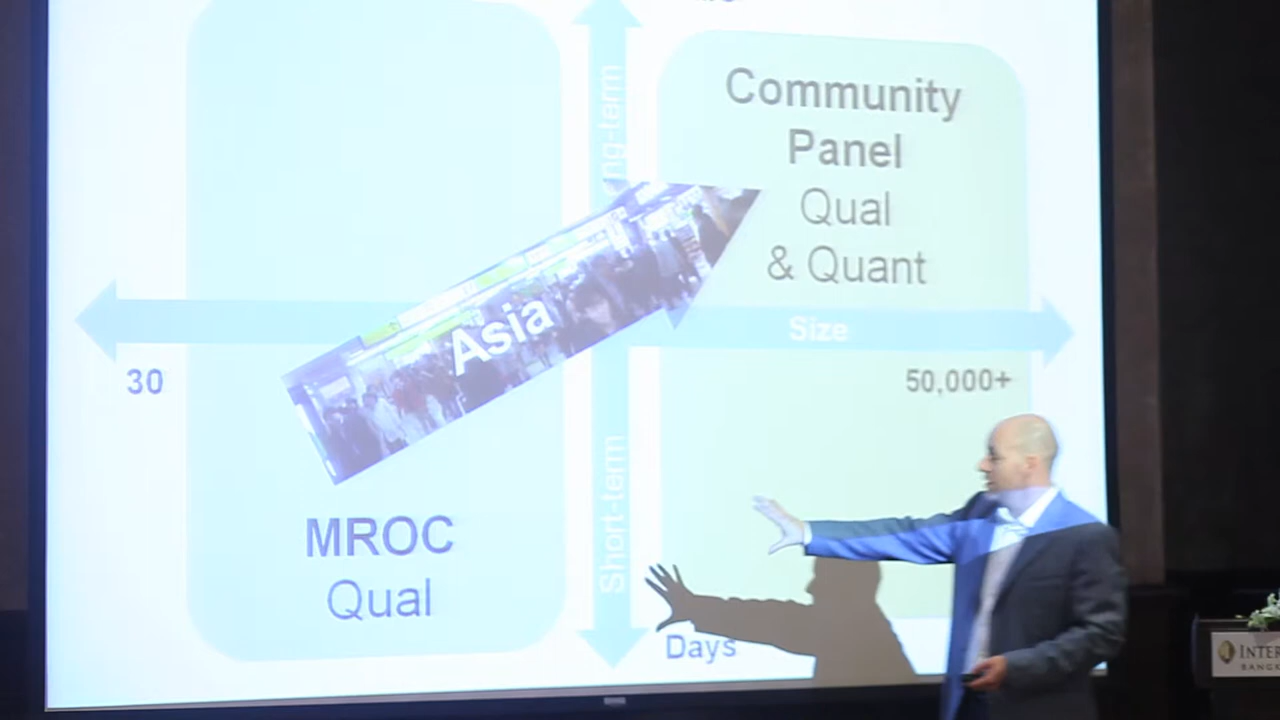 Community
Panel
Qual
& Quant
Asia
Size
30
50,000+
Short-term
MROC
Qual
Days